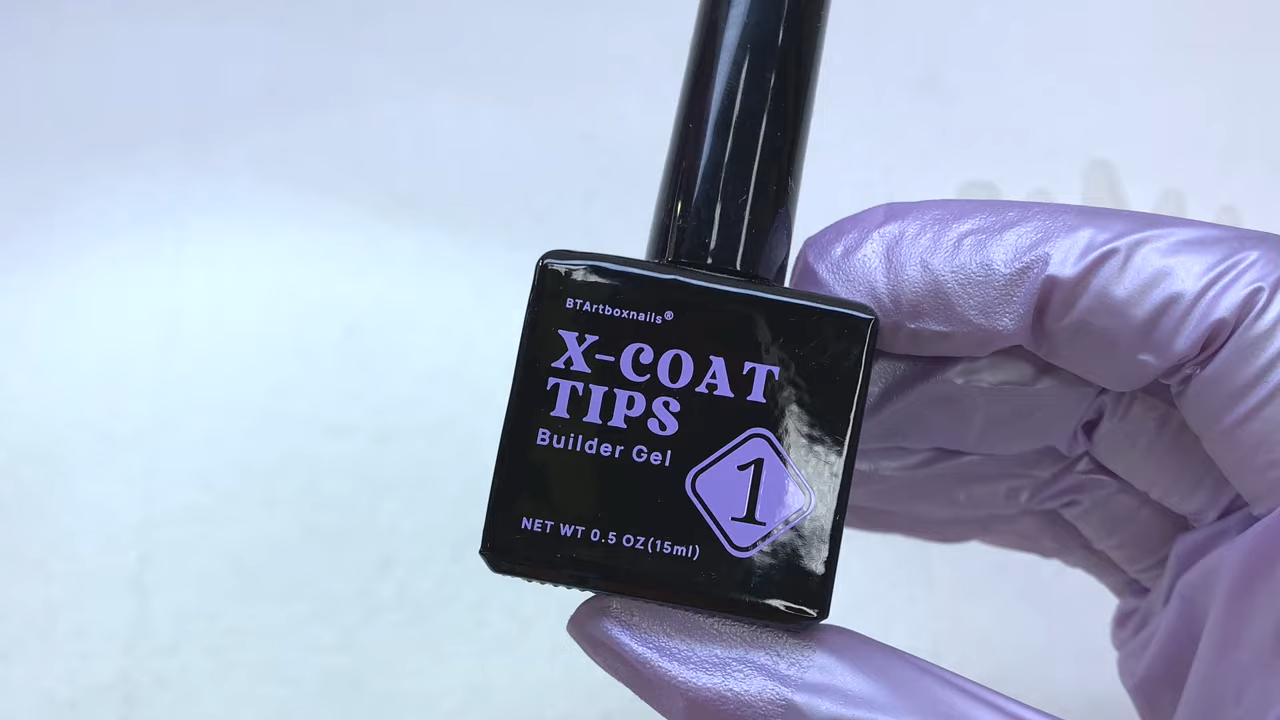 BTArtboxnails®
X-COAT
TIPS
Builder Gel
1
NET WT 0.5 OZ(15ml)